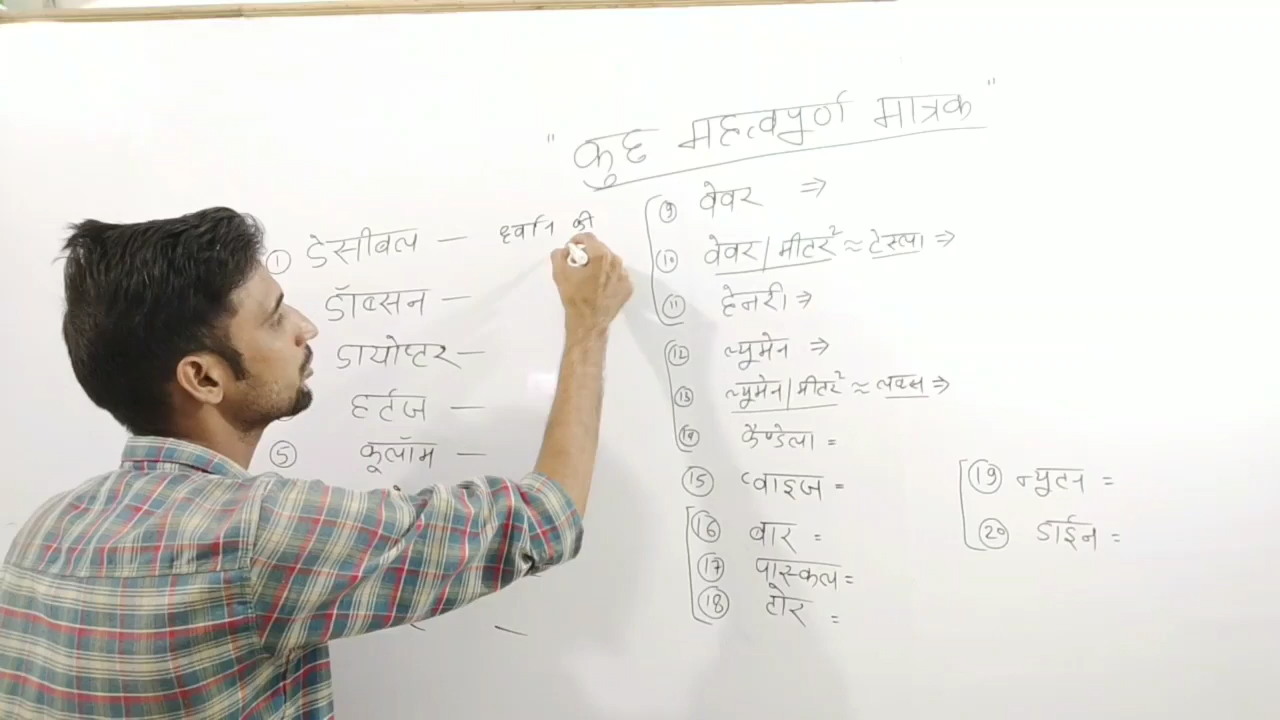 " कुछ महत्वपूर्ण मात्रक "
① डेसीबल — ध्वनि की
डॉब्सन —
डायोप्टर —
हर्टज —
⑤ कूलॉम —
⑨ वेबर ⇒
⑩ वेबर/मीटर² ≈ टेस्ला ⇒
⑪ हेनरी ⇒
⑫ ल्युमेन ⇒
⑬ ल्युमेन/मीटर² ≈ लक्स ⇒
⑭ कैण्डेला =
⑮ प्वाइज =
⑯ बार =
⑰ पास्कल =
⑱ टोर =
⑲ न्युटन =
⑳ डाईन =